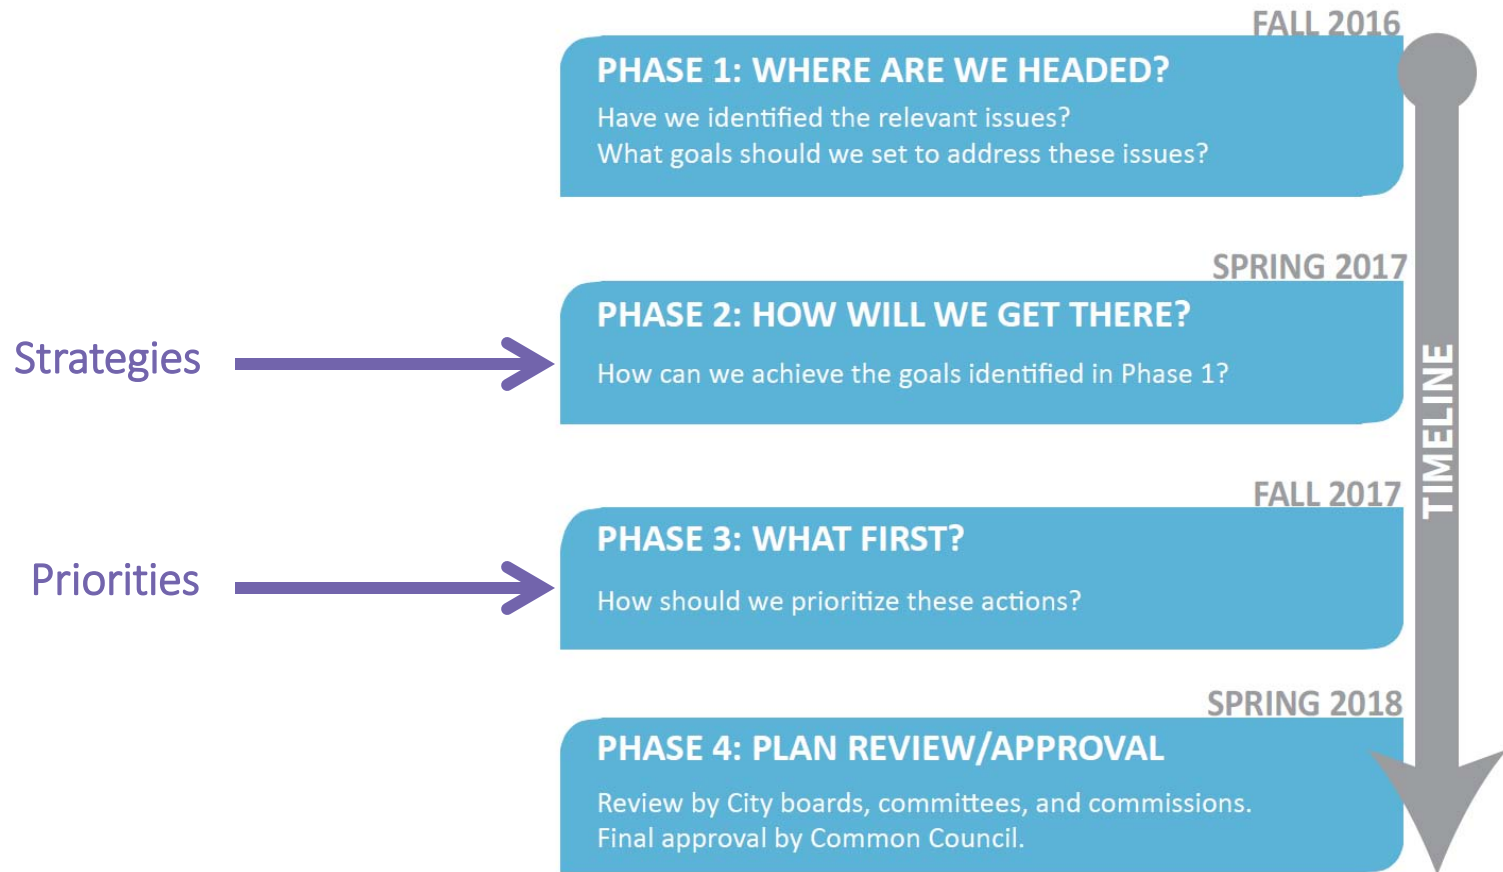 FALL 2016
PHASE 1: WHERE ARE WE HEADED?
Have we identified the relevant issues?
What goals should we set to address these issues?
SPRING 2017
PHASE 2: HOW WILL WE GET THERE?
Strategies
How can we achieve the goals identified in Phase 1?
TIMELINE
FALL 2017
PHASE 3: WHAT FIRST?
Priorities
How should we prioritize these actions?
SPRING 2018
PHASE 4: PLAN REVIEW/APPROVAL
Review by City boards, committees, and commissions.
Final approval by Common Council.